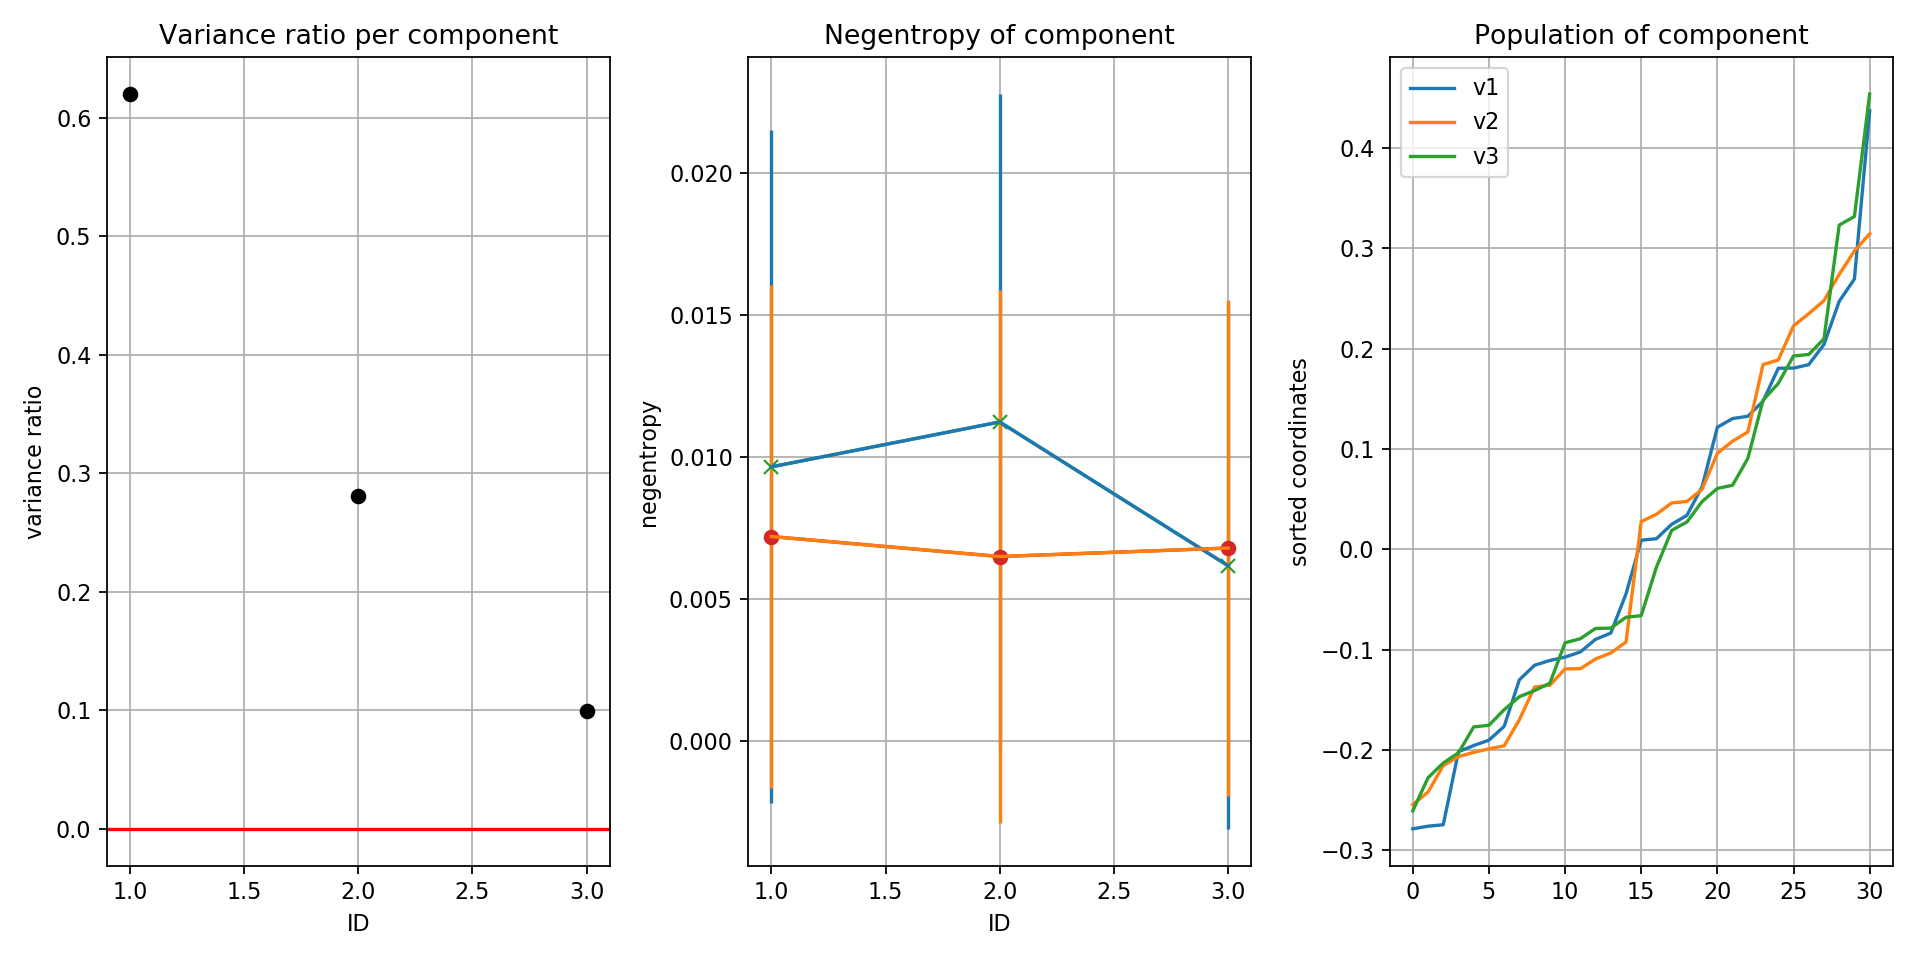 Variance ratio per component
variance ratio
0.6
0.5
0.4
0.3
0.2
0.1
0.0
1.0 1.5 2.0 2.5 3.0
ID
Negentropy of component
negentropy
0.020
0.015
0.010
0.005
0.000
1.0 1.5 2.0 2.5 3.0
ID
Population of component
v1
v2
v3
sorted coordinates
0.4
0.3
0.2
0.1
0.0
−0.1
−0.2
−0.3
0 5 10 15 20 25 30